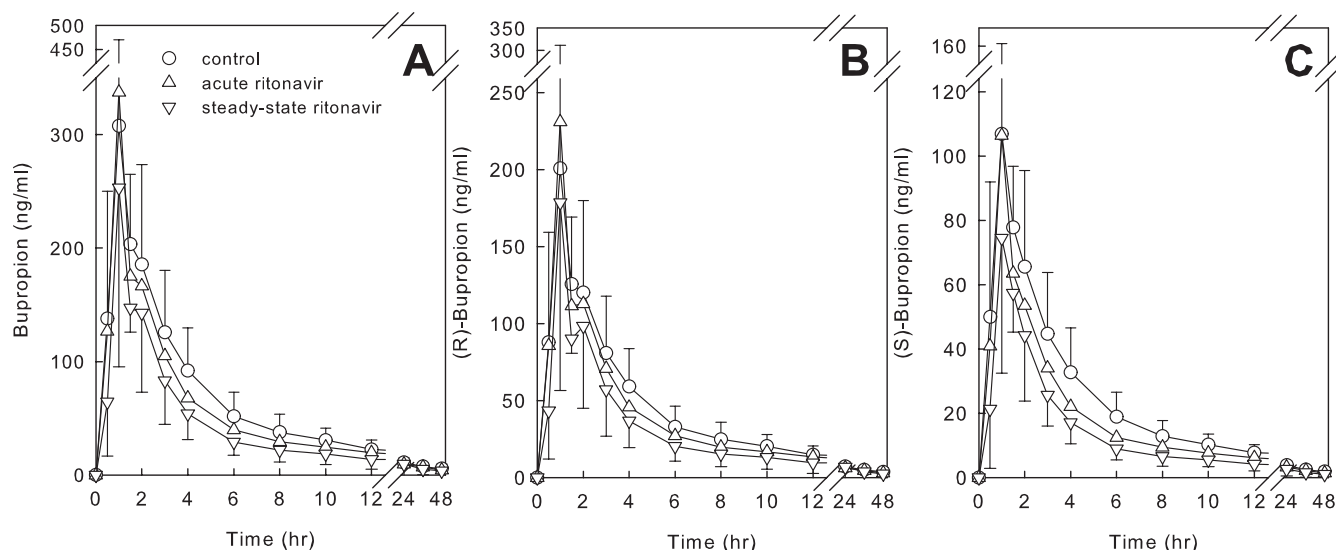 500
450
300
200
100
0
Bupropion (ng/ml)
control
acute ritonavir
steady-state ritonavir
A
0 2 4 6 8 10 12 24 48
Time (hr)
350
300
250
200
150
100
50
0
(R)-Bupropion (ng/ml)
B
0 2 4 6 8 10 12 24 48
Time (hr)
160
120
100
80
60
40
20
0
(S)-Bupropion (ng/ml)
C
0 2 4 6 8 10 12 24 48
Time (hr)